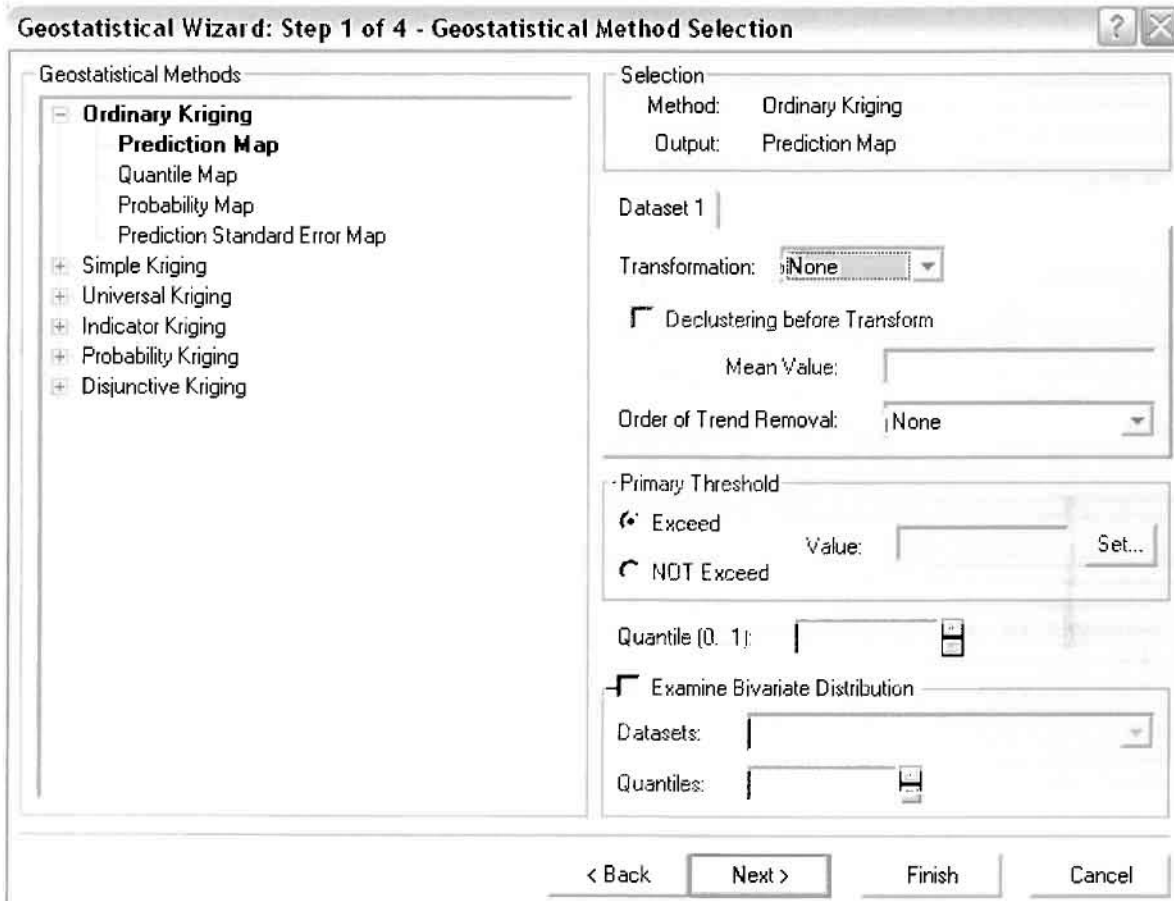 Geostatistical Wizard: Step 1 of 4 - Geostatistical Method Selection
Geostatistical Methods
Ordinary Kriging
Prediction Map
Quantile Map
Probability Map
Prediction Standard Error Map
Simple Kriging
Universal Kriging
Indicator Kriging
Probability Kriging
Disjunctive Kriging
Selection
Method: Ordinary Kriging
Output: Prediction Map
Dataset 1
Transformation: None
Declustering before Transform
Mean Value:
Order of Trend Removal: None
Primary Threshold
Exceed
Value:
Set...
NOT Exceed
Quantile (0. 1):
Examine Bivariate Distribution
Datasets:
Quantiles:
< Back
Next >
Finish
Cancel